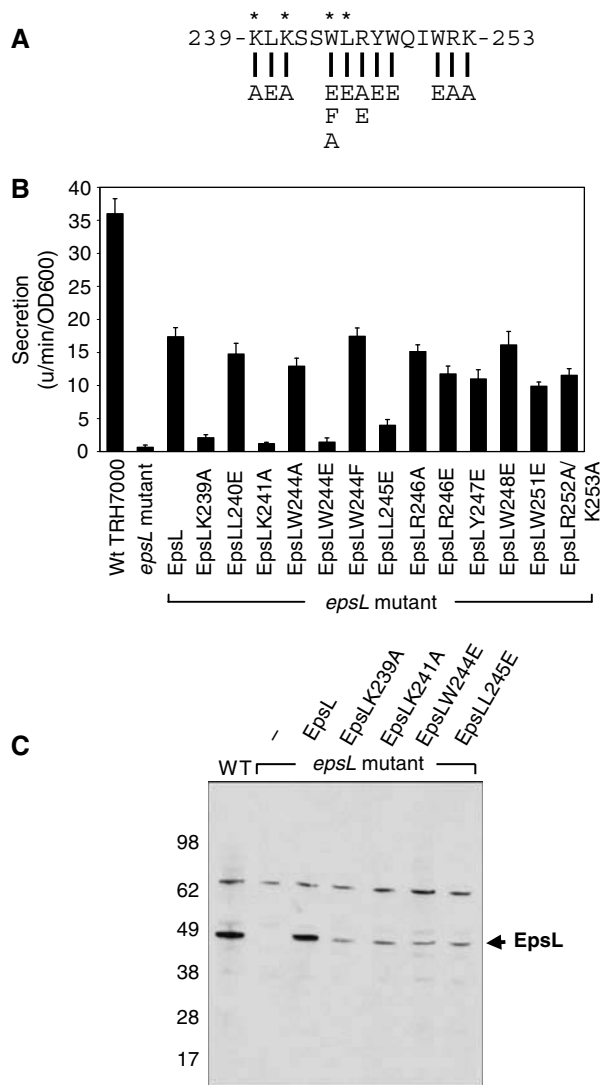 A
* * * *
239-KLKSSWLRYWQIWRK-253
AEA EEAEE EAA
F E
A
B
Secretion
(u/min/OD600)
40
35
30
25
20
15
10
5
0
Wt TRH7000
epsL mutant
EpsL
EpsLK239A
EpsLL240E
EpsLK241A
EpsLW244A
EpsLW244E
EpsLW244F
EpsLL245E
EpsLR246A
EpsLR246E
EpsLY247E
EpsLW248E
EpsLW251E
EpsLR252A/
K253A
epsL mutant
C
–
EpsL
EpsLK239A
EpsLK241A
EpsLW244E
EpsLL245E
WT
epsL mutant
98
62
49
38
28
17
EpsL